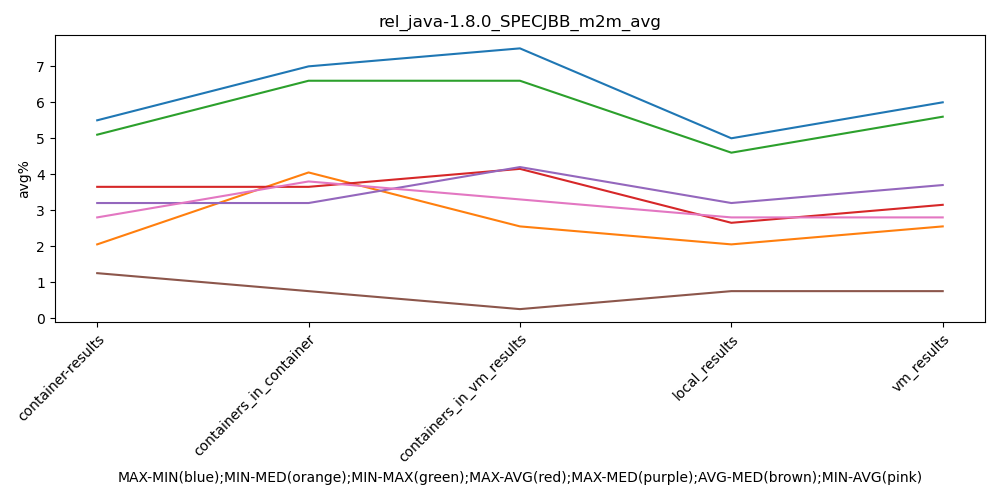 rel_java-1.8.0_SPECJBB_m2m_avg
avg%
7
6
5
4
3
2
1
0
container-results
containers_in_container
containers_in_vm_results
local_results
vm_results
MAX-MIN(blue);MIN-MED(orange);MIN-MAX(green);MAX-AVG(red);MAX-MED(purple);AVG-MED(brown);MIN-AVG(pink)